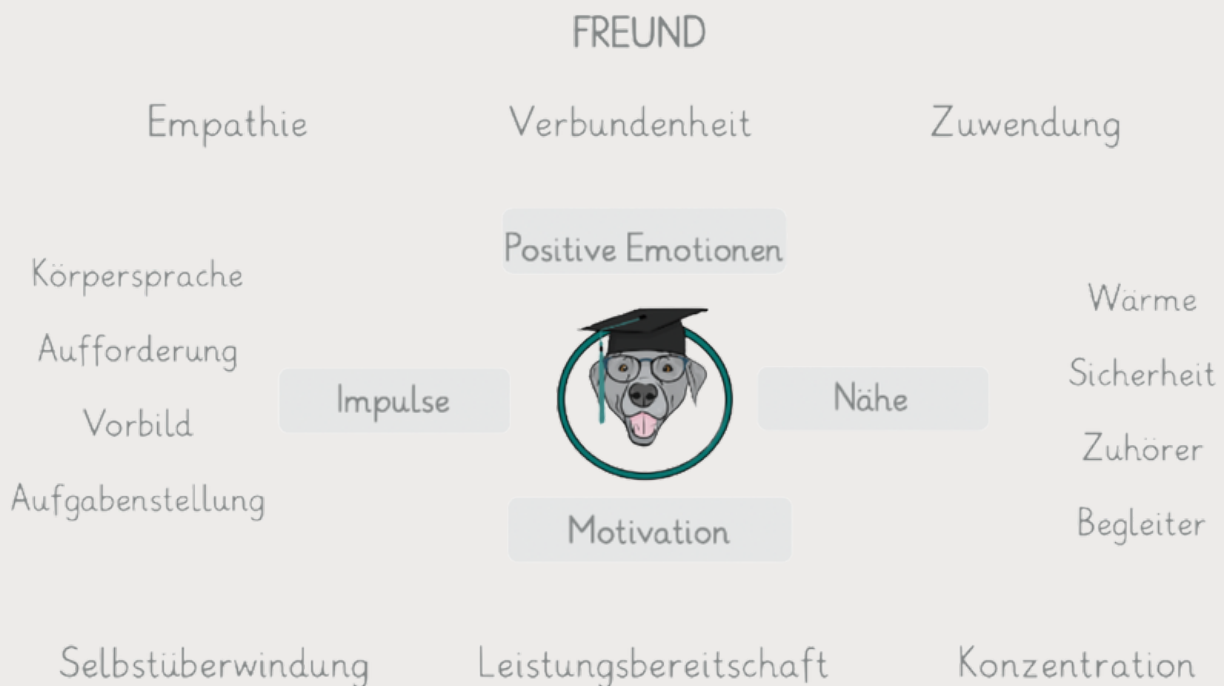 FREUND
Empathie
Verbundenheit
Zuwendung
Positive Emotionen
Körpersprache
Aufforderung
Vorbild
Aufgabenstellung
Impulse
Nähe
Wärme
Sicherheit
Zuhörer
Begleiter
Motivation
Selbstüberwindung
Leistungsbereitschaft
Konzentration